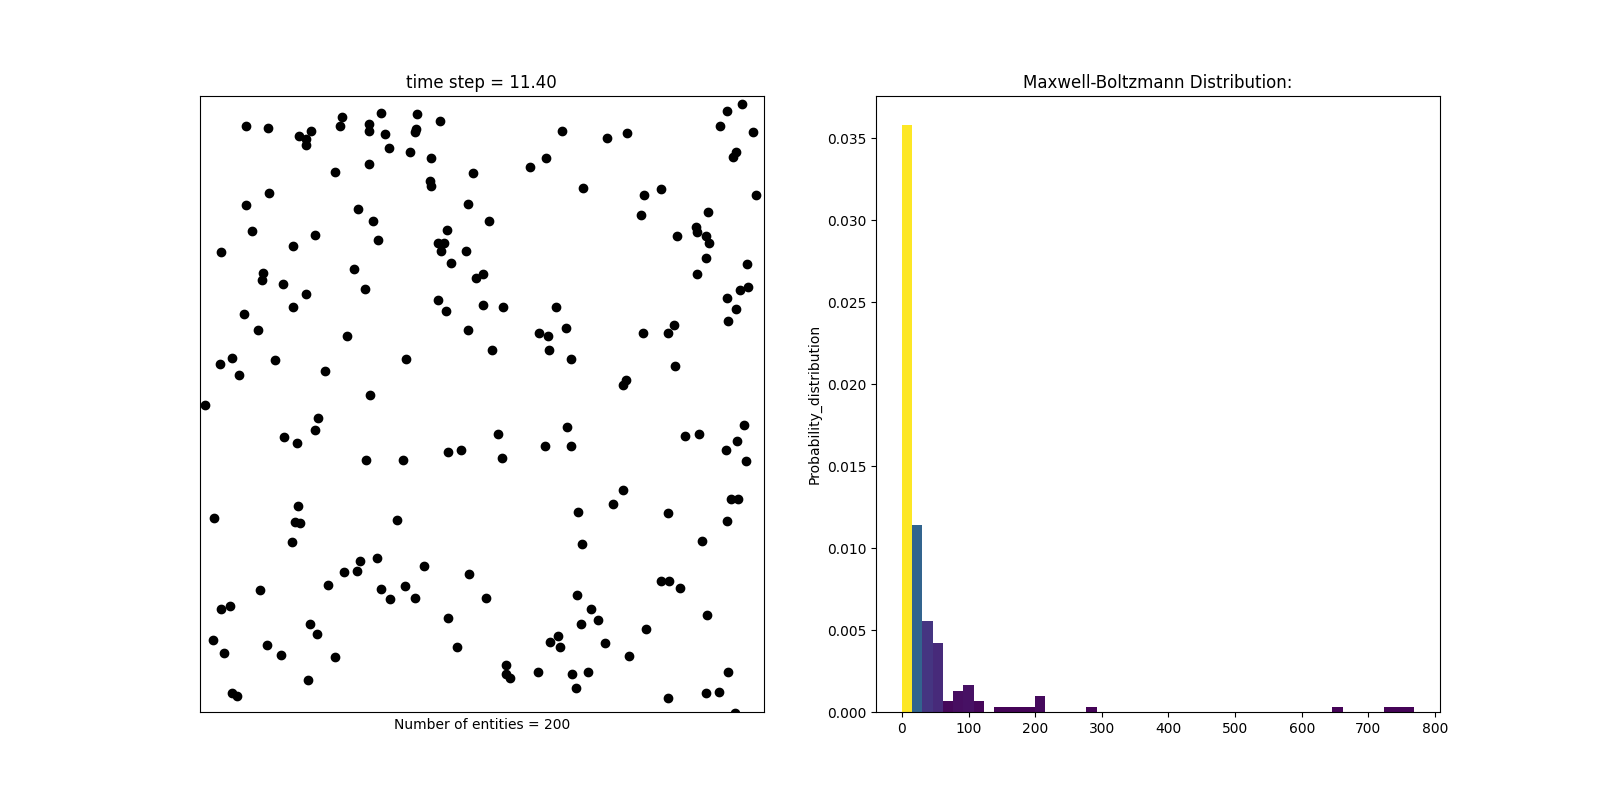 time step = 11.40
Number of entities = 200
Maxwell-Boltzmann Distribution:
Probability_distribution
0.035
0.030
0.025
0.020
0.015
0.010
0.005
0.000
0 100 200 300 400 500 600 700 800